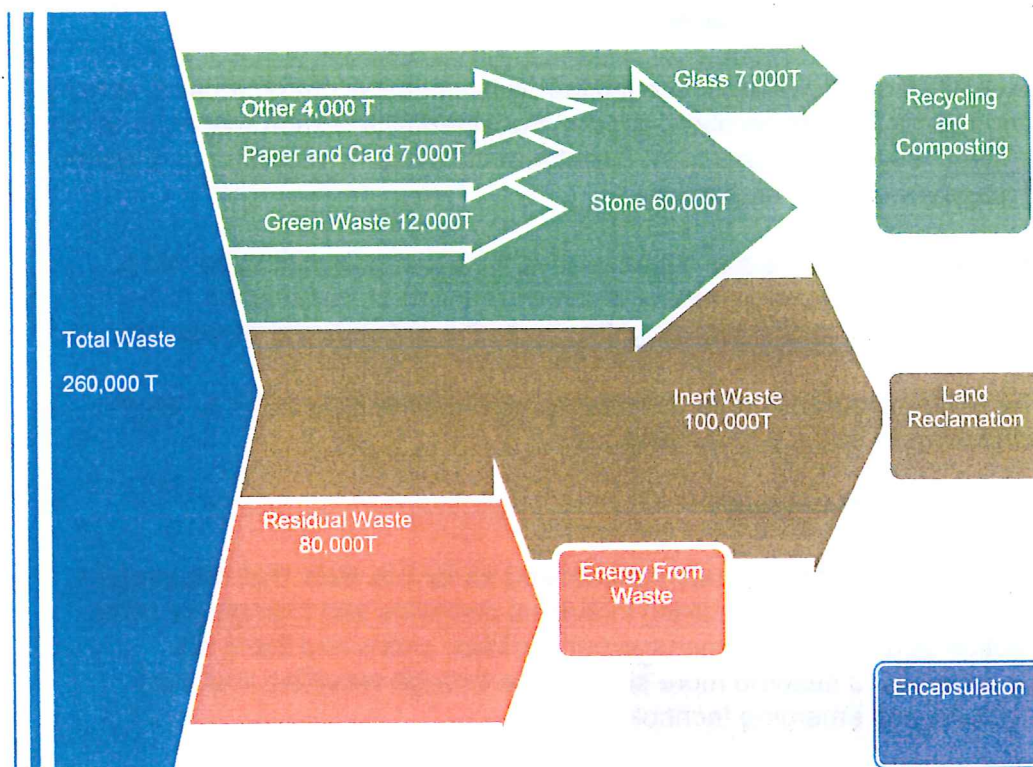 Total Waste
260,000 T
Glass 7,000T
Other 4,000 T
Paper and Card 7,000T
Green Waste 12,000T
Stone 60,000T
Recycling
and
Composting
Inert Waste
100,000T
Land
Reclamation
Residual Waste
80,000T
Energy From
Waste
Encapsulation